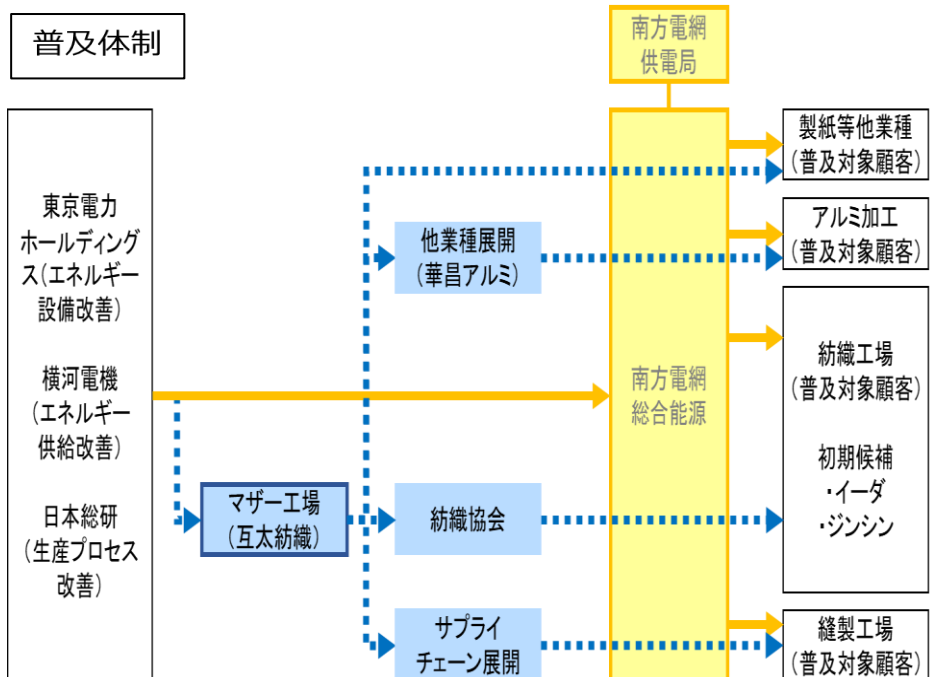 普及体制
南方電網
供電局
東京電力
ホールディング
ス(エネルギー
設備改善)
横河電機
(エネルギー
供給改善)
日本総研
(生産プロセス
改善)
マザー工場
(互太紡織)
他業種展開
(華昌アルミ)
紡織協会
サプライ
チェーン展開
南方電網
総合能源
製紙等他業種
(普及対象顧客)
アルミ加工
(普及対象顧客)
紡織工場
(普及対象顧客)
初期候補
・イーダ
・ジンシン
縫製工場
(普及対象顧客)